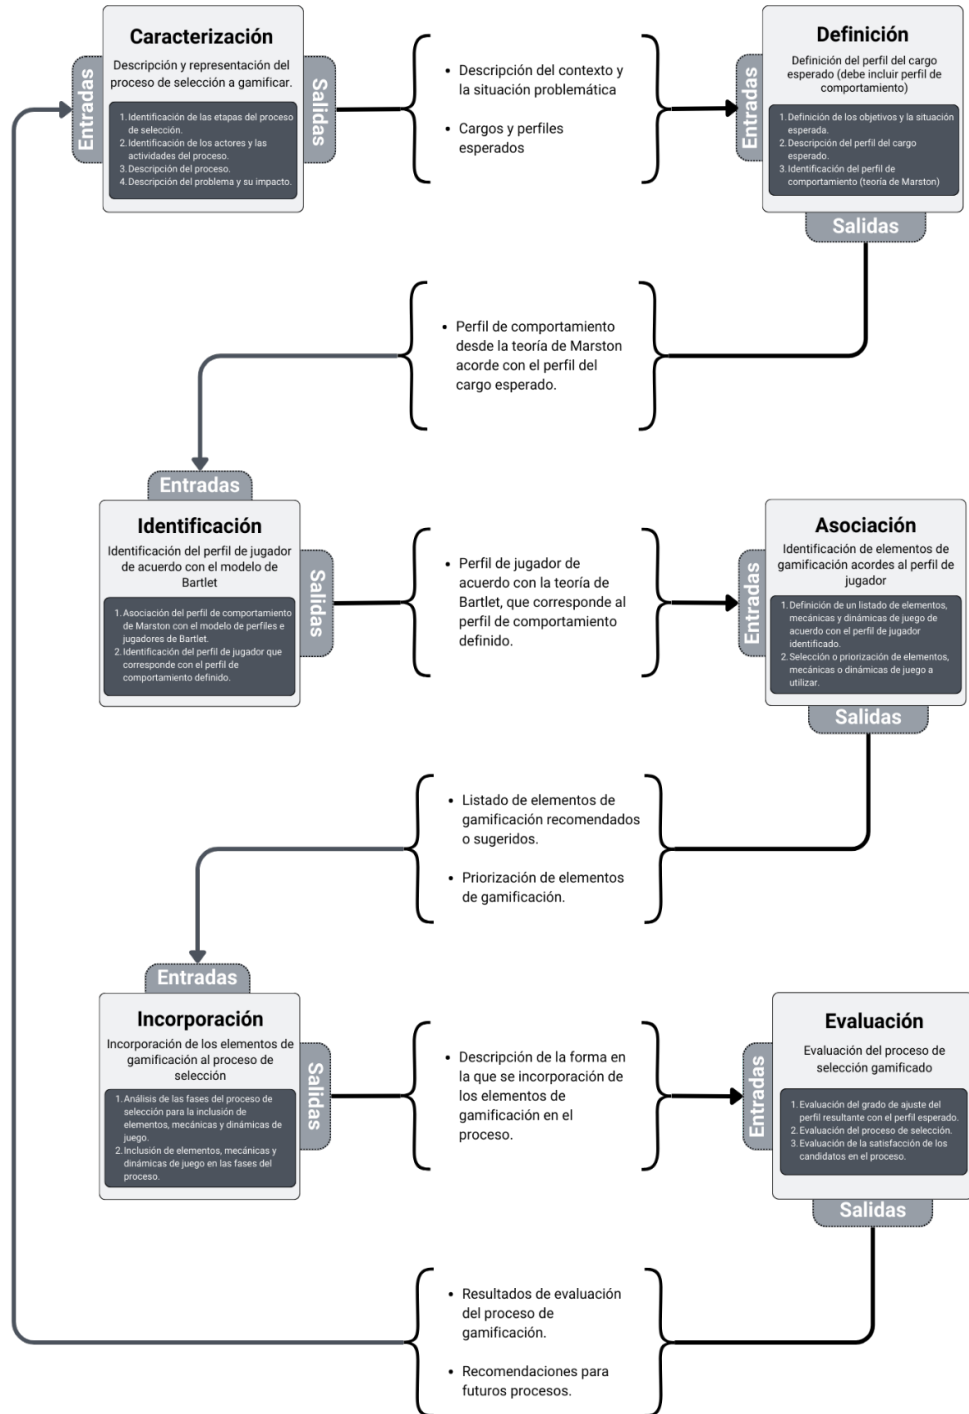 Caracterización
Descripción y representación del
proceso de selección a gamificar.
Entradas
Salidas
1. Identificación de las etapas del proceso
de selección.
2. Identificación de los actores y las
actividades del proceso.
3. Descripción del proceso.
4. Descripción del problema y su impacto.
• Descripción del contexto y
la situación problemática
• Cargos y perfiles
esperados
Definición
Definición del perfil del cargo
esperado (debe incluir perfil de
comportamiento)
Entradas
1. Definición de los objetivos y la situación
esperada.
2. Descripción del perfil del cargo
esperado.
3. Identificación del perfil de
comportamiento (teoría de Marston)
Salidas
• Perfil de comportamiento
desde la teoría de Marston
acorde con el perfil del
cargo esperado.
Entradas
Identificación
Identificación del perfil de jugador
de acuerdo con el modelo de
Bartlet
Salidas
1. Asociación del perfil de comportamiento
de Marston con el modelo de perfiles e
jugadores de Bartlet.
2. Identificación del perfil de jugador que
corresponde con el perfil de
comportamiento definido.
• Perfil de jugador de
acuerdo con la teoría de
Bartlet, que corresponde al
perfil de comportamiento
definido.
Asociación
Identificación de elementos de
gamificación acordes al perfil de
jugador
Entradas
1. Definición de un listado de elementos,
mecánicas y dinámicas de juego de
acuerdo con el perfil de jugador
identificado.
2. Selección o priorización de elementos,
mecánicas o dinámicas de juego a
utilizar.
Salidas
• Listado de elementos de
gamificación recomendados
o sugeridos.
• Priorización de elementos
de gamificación.
Entradas
Incorporación
Incorporación de los elementos de
gamificación al proceso de
selección
Salidas
1. Análisis de las fases del proceso de
selección para la inclusión de
elementos, mecánicas y dinámicas de
juego.
2. Inclusión de elementos, mecánicas y
dinámicas de juego en las fases del
proceso.
• Descripción de la forma en
la que se incorporación de
los elementos de
gamificación en el
proceso.
Evaluación
Evaluación del proceso de
selección gamificado
Entradas
1. Evaluación del grado de ajuste del
perfil resultante con el perfil esperado.
2. Evaluación del proceso de selección.
3. Evaluación de la satisfacción de los
candidatos en el proceso.
Salidas
• Resultados de evaluación
del proceso de
gamificación.
• Recomendaciones para
futuros procesos.